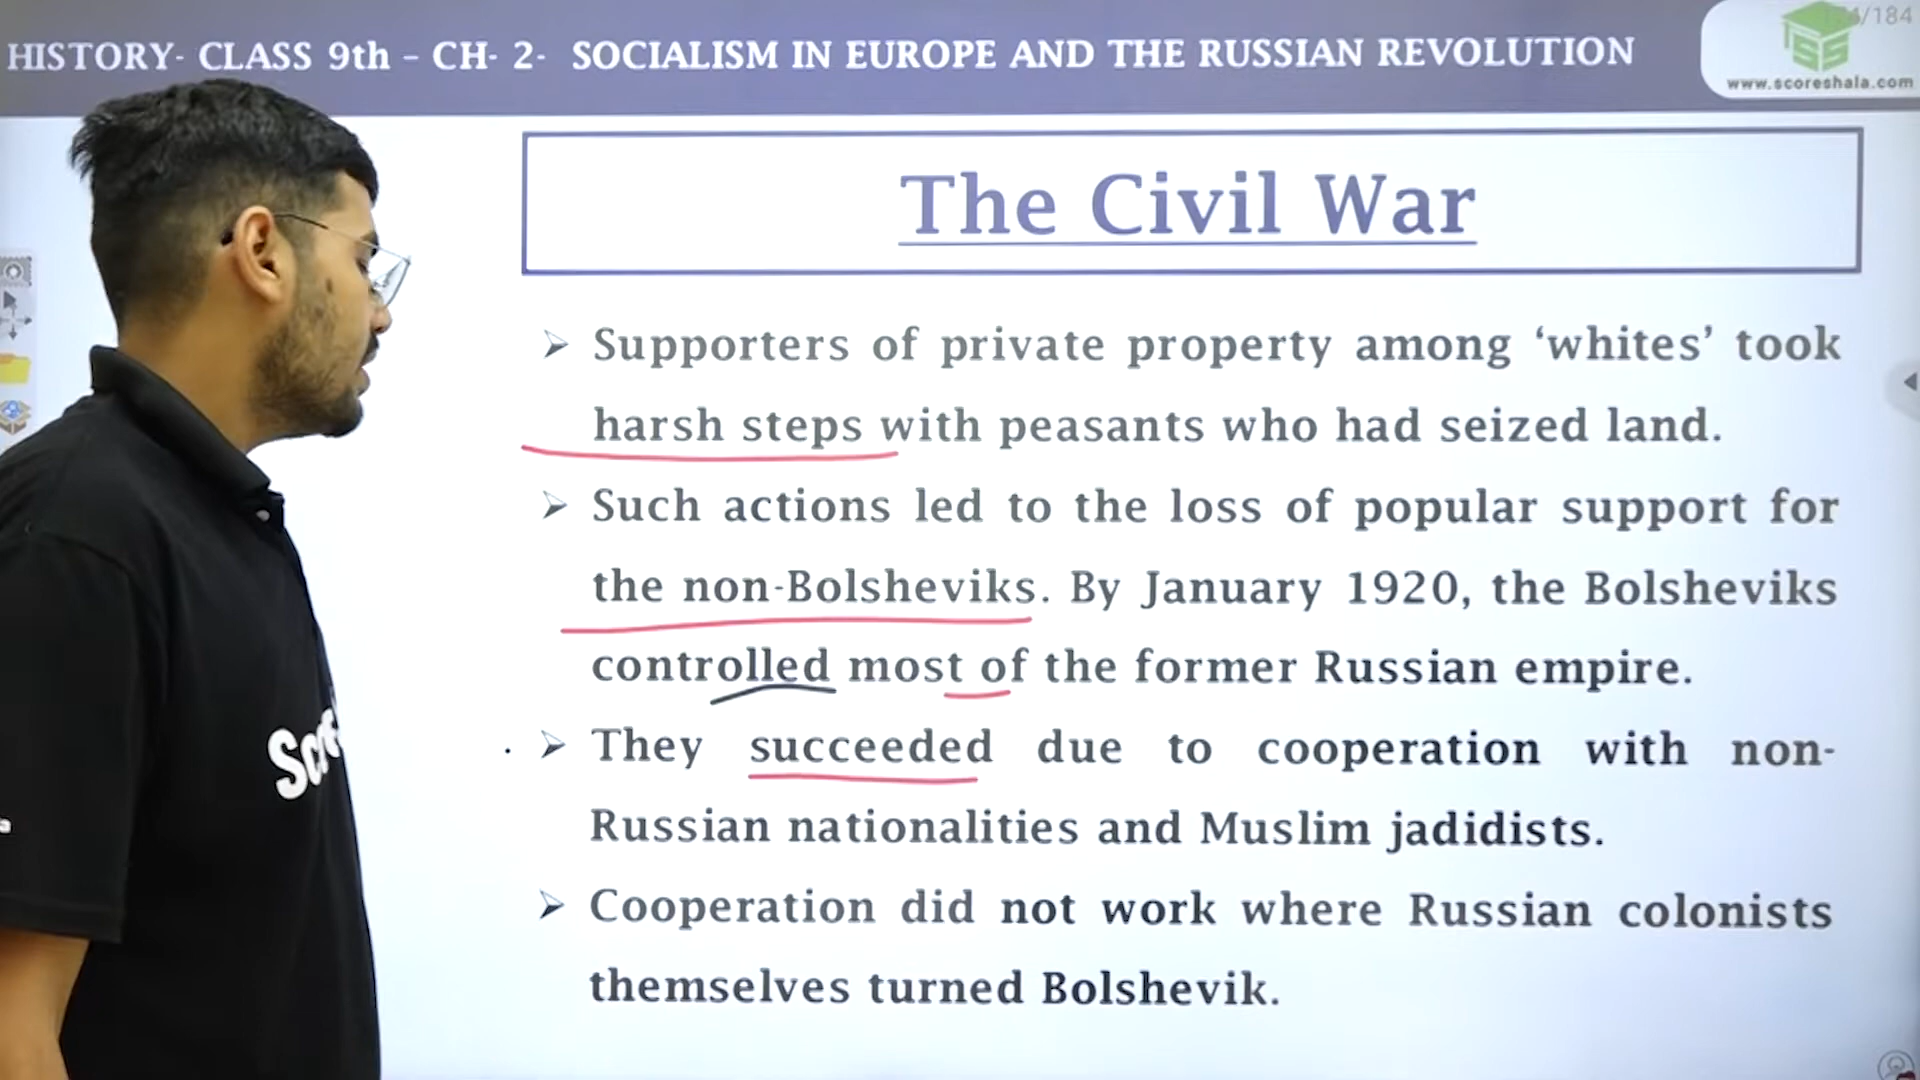 HISTORY- CLASS 9th – CH- 2- SOCIALISM IN EUROPE AND THE RUSSIAN REVOLUTION
/184
www.scoreshala.com
The Civil War
Supporters of private property among ‘whites’ took
harsh steps with peasants who had seized land.
Such actions led to the loss of popular support for
the non-Bolsheviks. By January 1920, the Bolsheviks
controlled most of the former Russian empire.
They succeeded due to cooperation with non-
Russian nationalities and Muslim jadidists.
Cooperation did not work where Russian colonists
themselves turned Bolshevik.